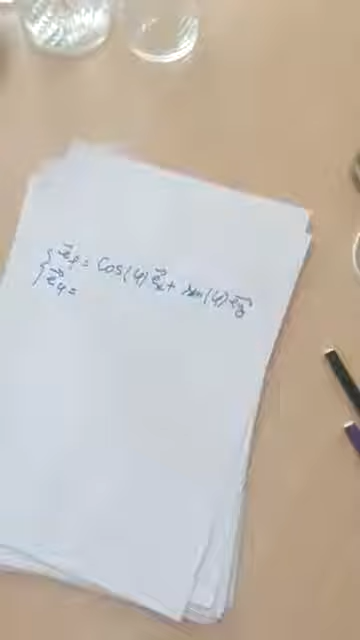 { e⃗ρ = cos(φ) e⃗x + sin(φ) e⃗y
{ e⃗φ =